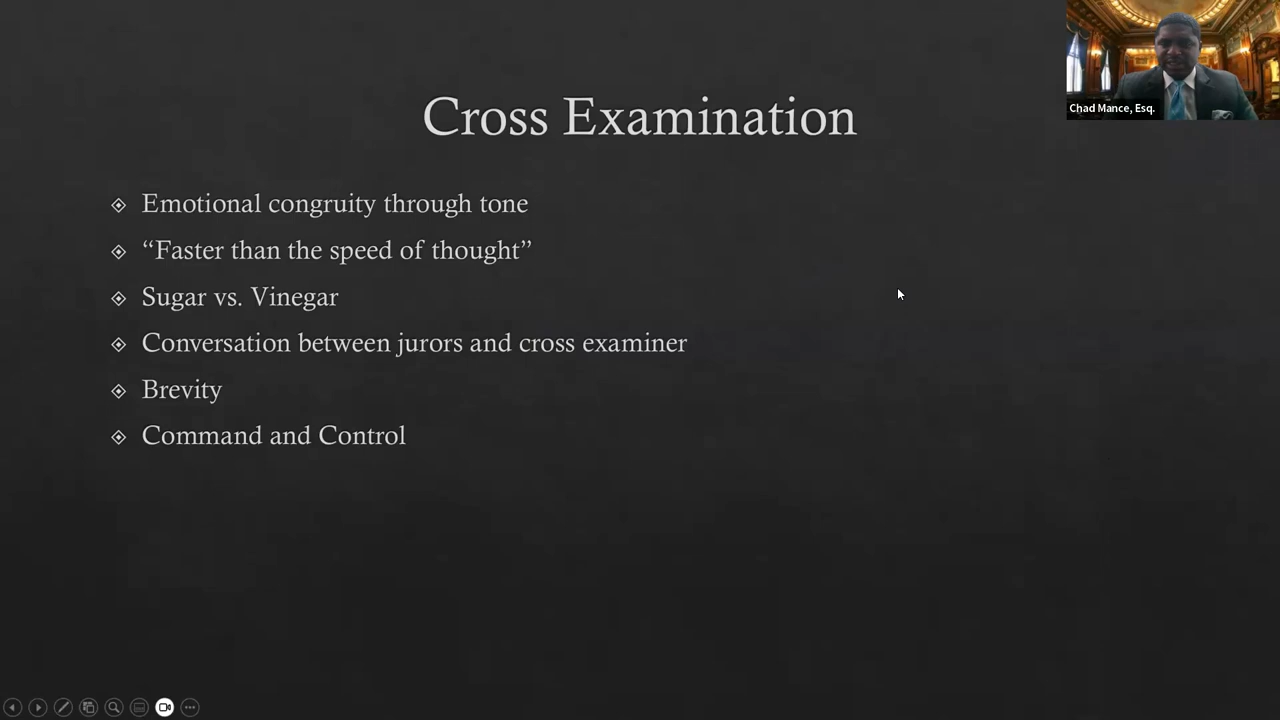 Chad Mance, Esq.
Cross Examination
Emotional congruity through tone
“Faster than the speed of thought”
Sugar vs. Vinegar
Conversation between jurors and cross examiner
Brevity
Command and Control